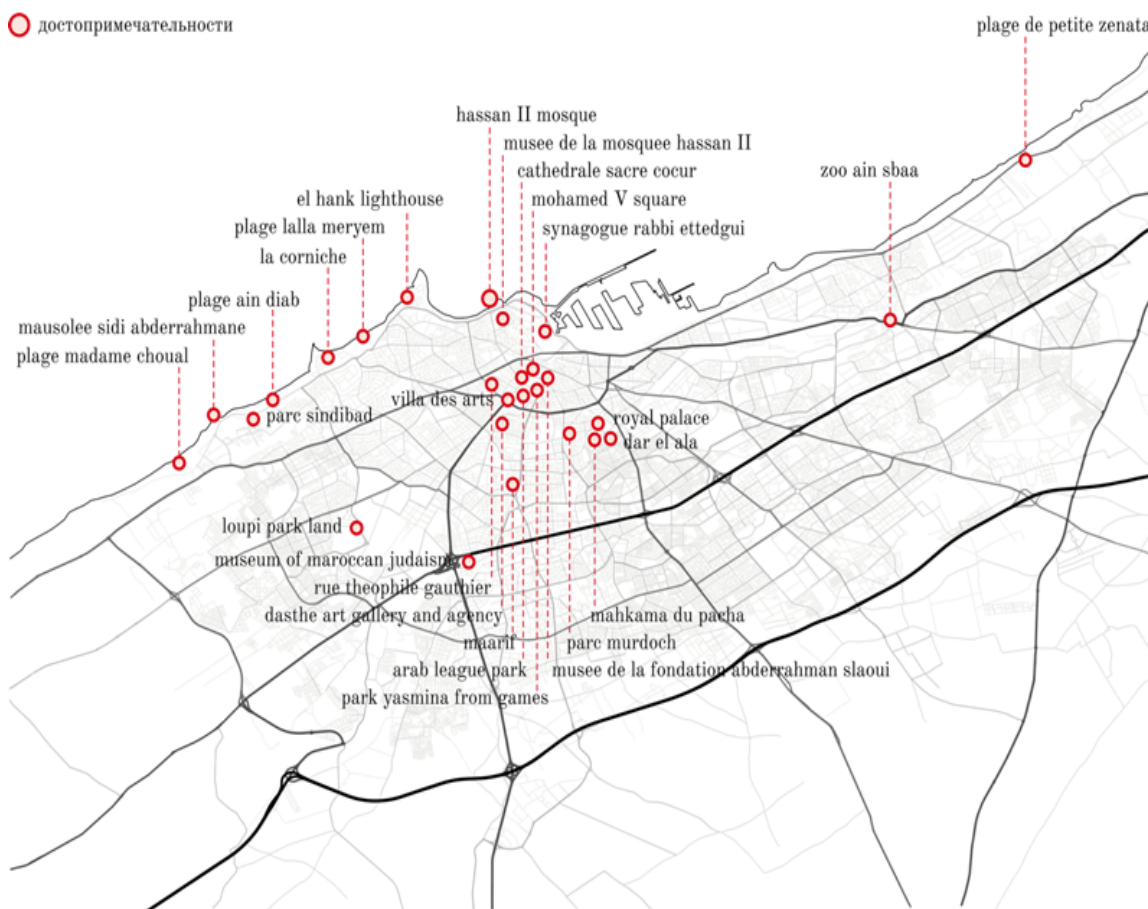 достопримечательности
plage de petite zenata
hassan II mosque
musee de la mosquee hassan II
cathedrale sacre cocur
zoo ain sbaa
el hank lighthouse
mohamed V square
plage lalla meryem
synagogue rabbi ettedgui
la corniche
plage ain diab
mausolee sidi abderrahmane
plage madame choual
villa des arts
parc sindibad
royal palace
dar el ala
loupi park land
museum of maroccan judaism
rue theophile gauthier
dasthe art gallery and agency
mahkama du pacha
maarif
parc murdoch
arab league park
musee de la fondation abderrahman slaoui
park yasmina from games